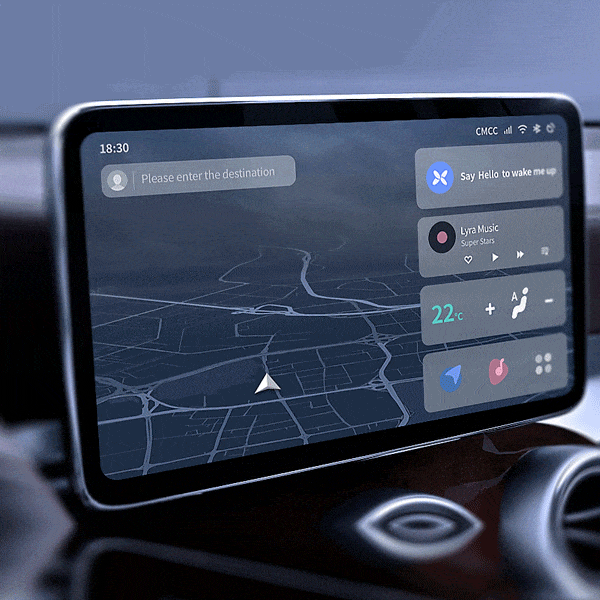 18:30
CMCC
Please enter the destination
Say Hello to wake me up
Lyra Music
Super Stars
22°C
A